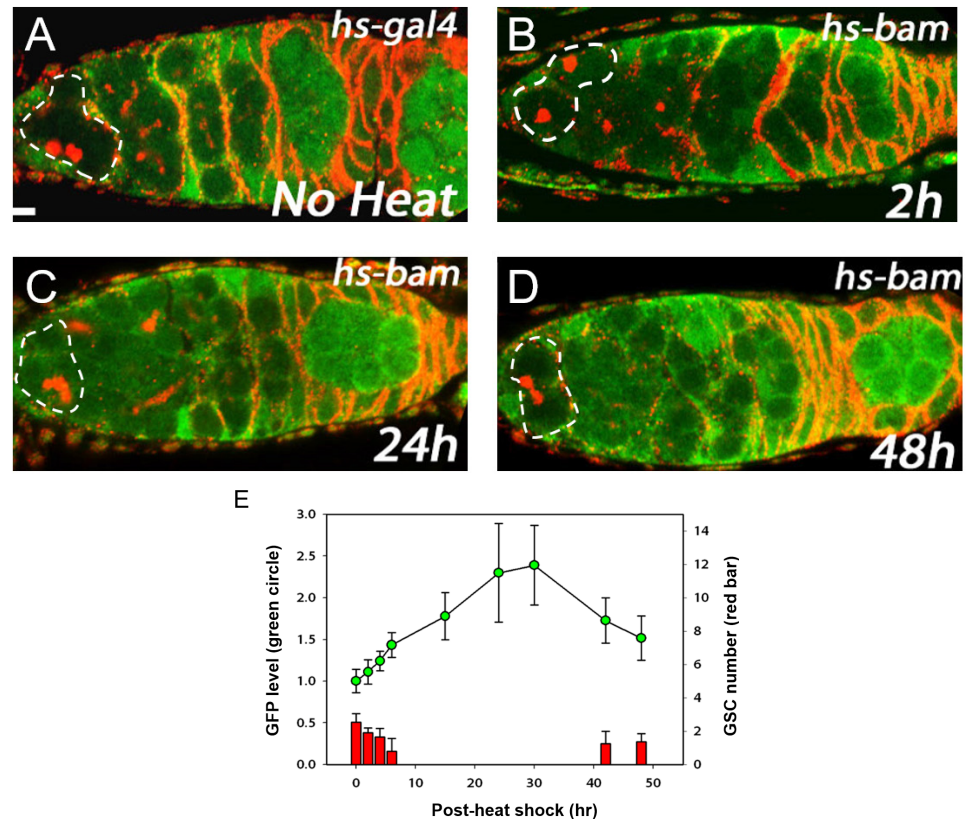 A
hs-gal4
No Heat
B
hs-bam
2h
C
hs-bam
24h
D
hs-bam
48h
E
GFP level (green circle)
3.0
2.5
2.0
1.5
1.0
0.5
0.0
14
12
10
8
6
4
2
0
GSC number (red bar)
0 10 20 30 40 50
Post-heat shock (hr)